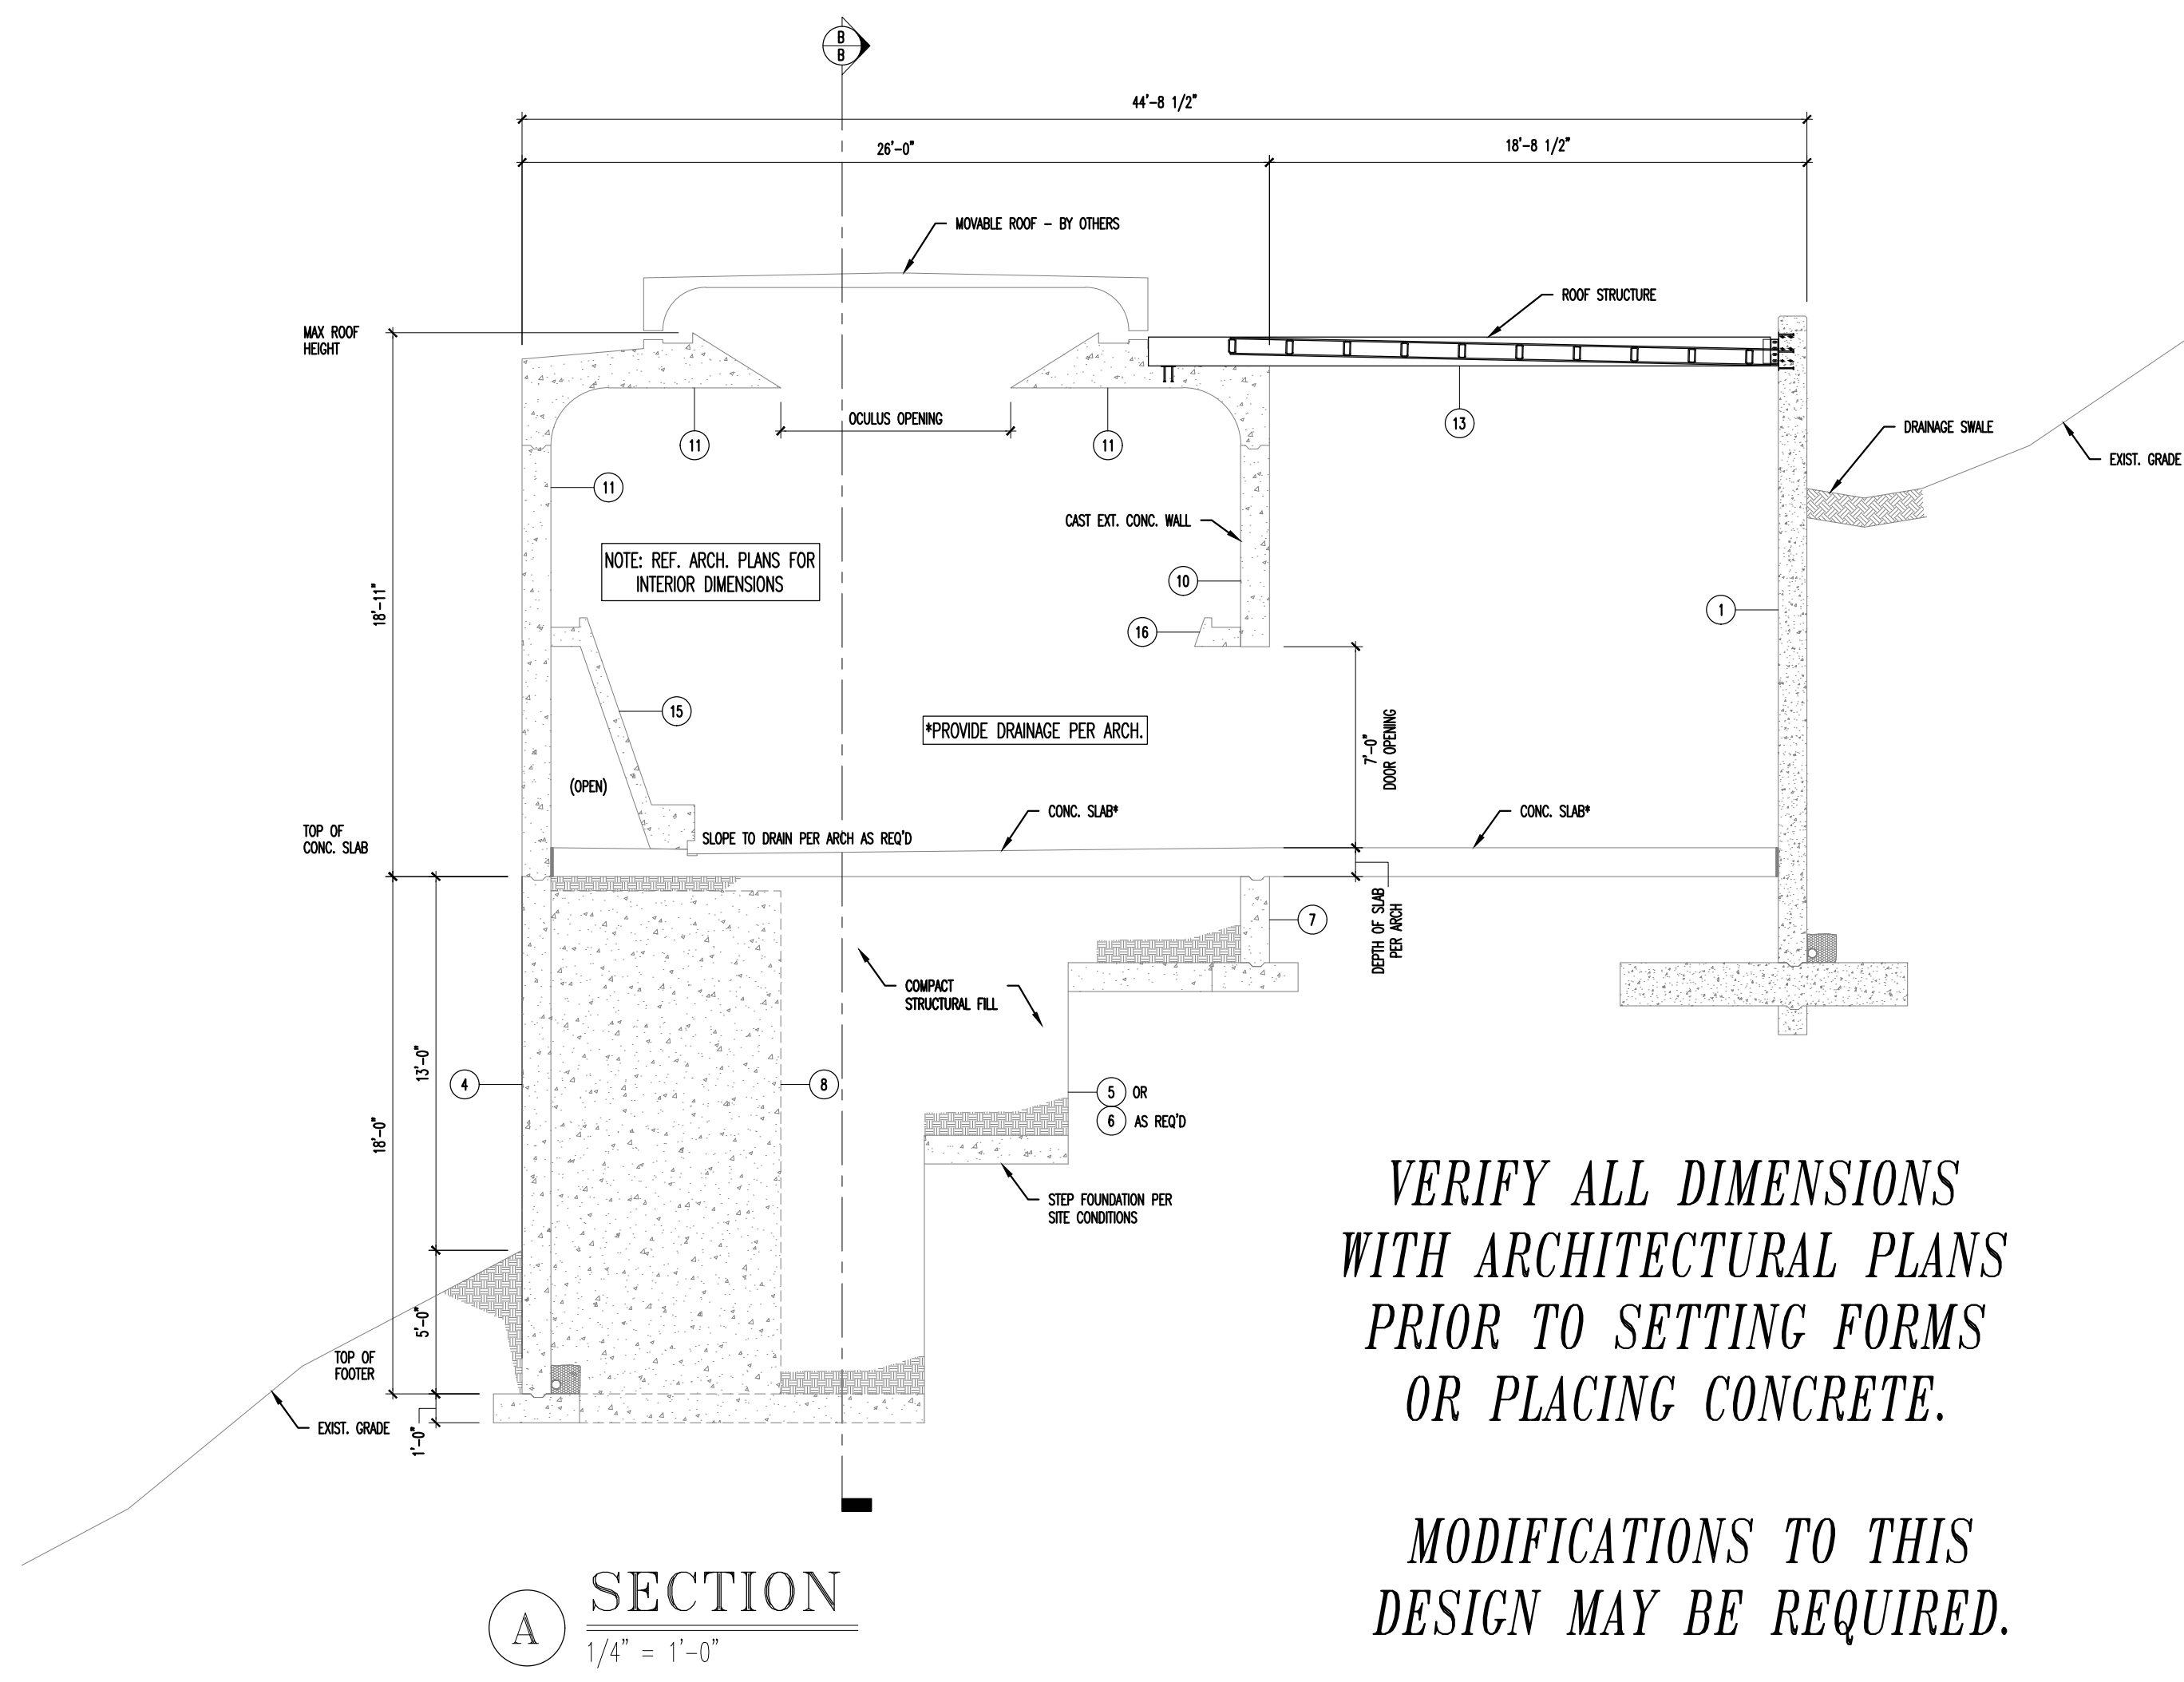 B
B
44'-8 1/2"
26'-0"
18'-8 1/2"
MOVABLE ROOF - BY OTHERS
ROOF STRUCTURE
MAX ROOF
HEIGHT
OCULUS OPENING
11
11
13
DRAINAGE SWALE
EXIST. GRADE
11
CAST EXT. CONC. WALL
NOTE: REF. ARCH. PLANS FOR
INTERIOR DIMENSIONS
10
18'-11"
16
1
15
*PROVIDE DRAINAGE PER ARCH.
7'-0"
DOOR OPENING
(OPEN)
TOP OF
CONC. SLAB
SLOPE TO DRAIN PER ARCH AS REQ'D
CONC. SLAB*
CONC. SLAB*
DEPTH OF SLAB
PER ARCH
7
COMPACT
STRUCTURAL FILL
13'-0"
4
8
5 OR
6 AS REQ'D
18'-0"
STEP FOUNDATION PER
SITE CONDITIONS
5'-0"
TOP OF
FOOTER
EXIST. GRADE
1'-0"
VERIFY ALL DIMENSIONS
WITH ARCHITECTURAL PLANS
PRIOR TO SETTING FORMS
OR PLACING CONCRETE.
MODIFICATIONS TO THIS
DESIGN MAY BE REQUIRED.
A
SECTION
1/4" = 1'-0"